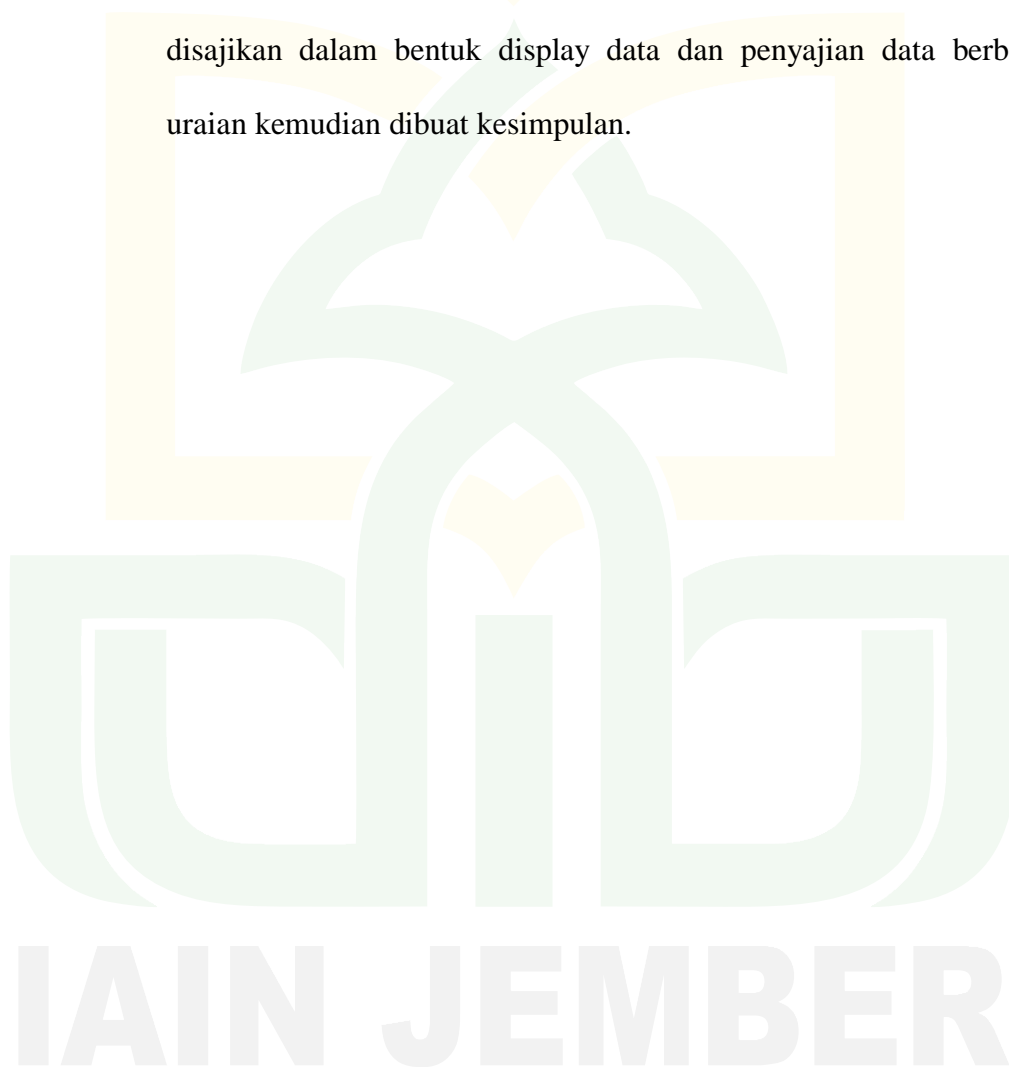 disajikan dalam bentuk display data dan penyajian data berb
uraian kemudian dibuat kesimpulan.
IAIN JEMBER